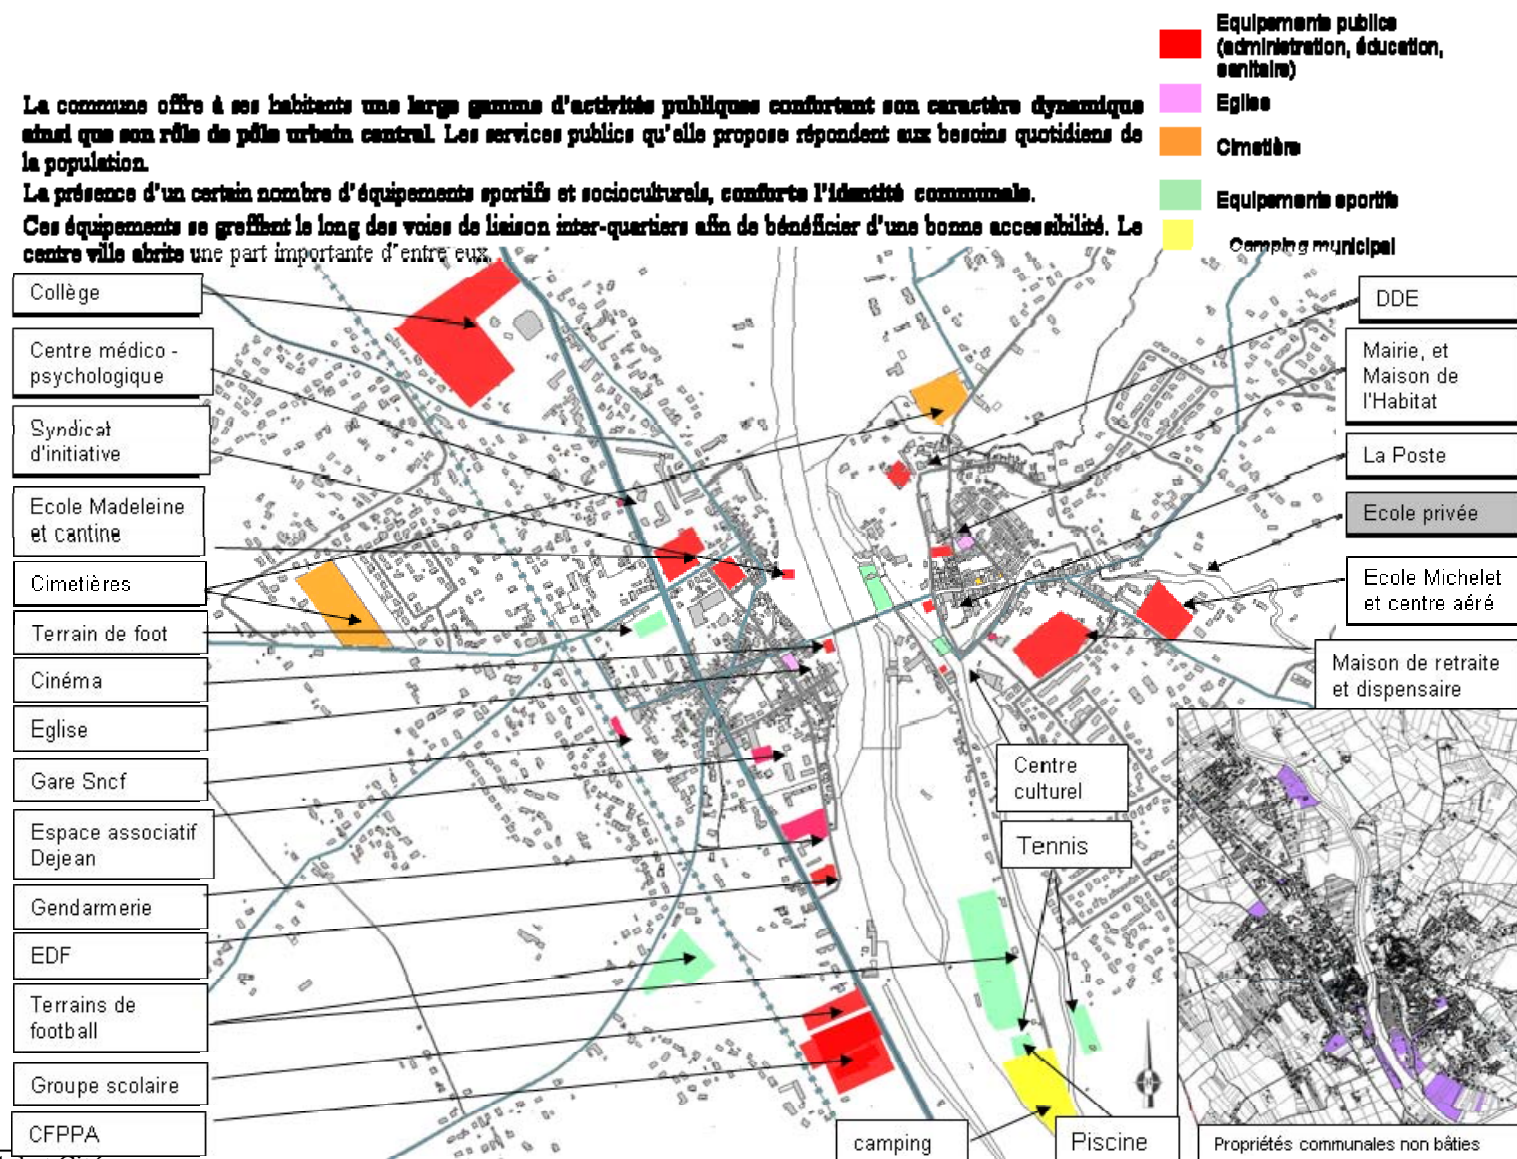 Equipements publics
(administration, éducation,
sanitaire)
Eglise
Cimetière
Equipements sportifs
Camping municipal
La commune offre à ses habitants une large gamme d'activités publiques confortant son caractère dynamique
ainsi que son rôle de pôle urbain central. Les services publics qu'elle propose répondent aux besoins quotidiens de
la population.
La présence d'un certain nombre d'équipements sportifs et socioculturels, conforte l'identité communale.
Ces équipements se greffent le long des voies de liaison inter-quartiers afin de bénéficier d'une bonne accessibilité. Le
centre ville abrite une part importante d'entre eux.
Collège
Centre médico -
psychologique
Syndicat
d'initiative
Ecole Madeleine
et cantine
Cimetières
Terrain de foot
Cinéma
Eglise
Gare Sncf
Espace associatif
Dejean
Gendarmerie
EDF
Terrains de
football
Groupe scolaire
CFPPA
DDE
Mairie, et
Maison de
l'Habitat
La Poste
Ecole privée
Ecole Michelet
et centre aéré
Maison de retraite
et dispensaire
Centre
culturel
Tennis
camping
Piscine
Propriétés communales non bâties